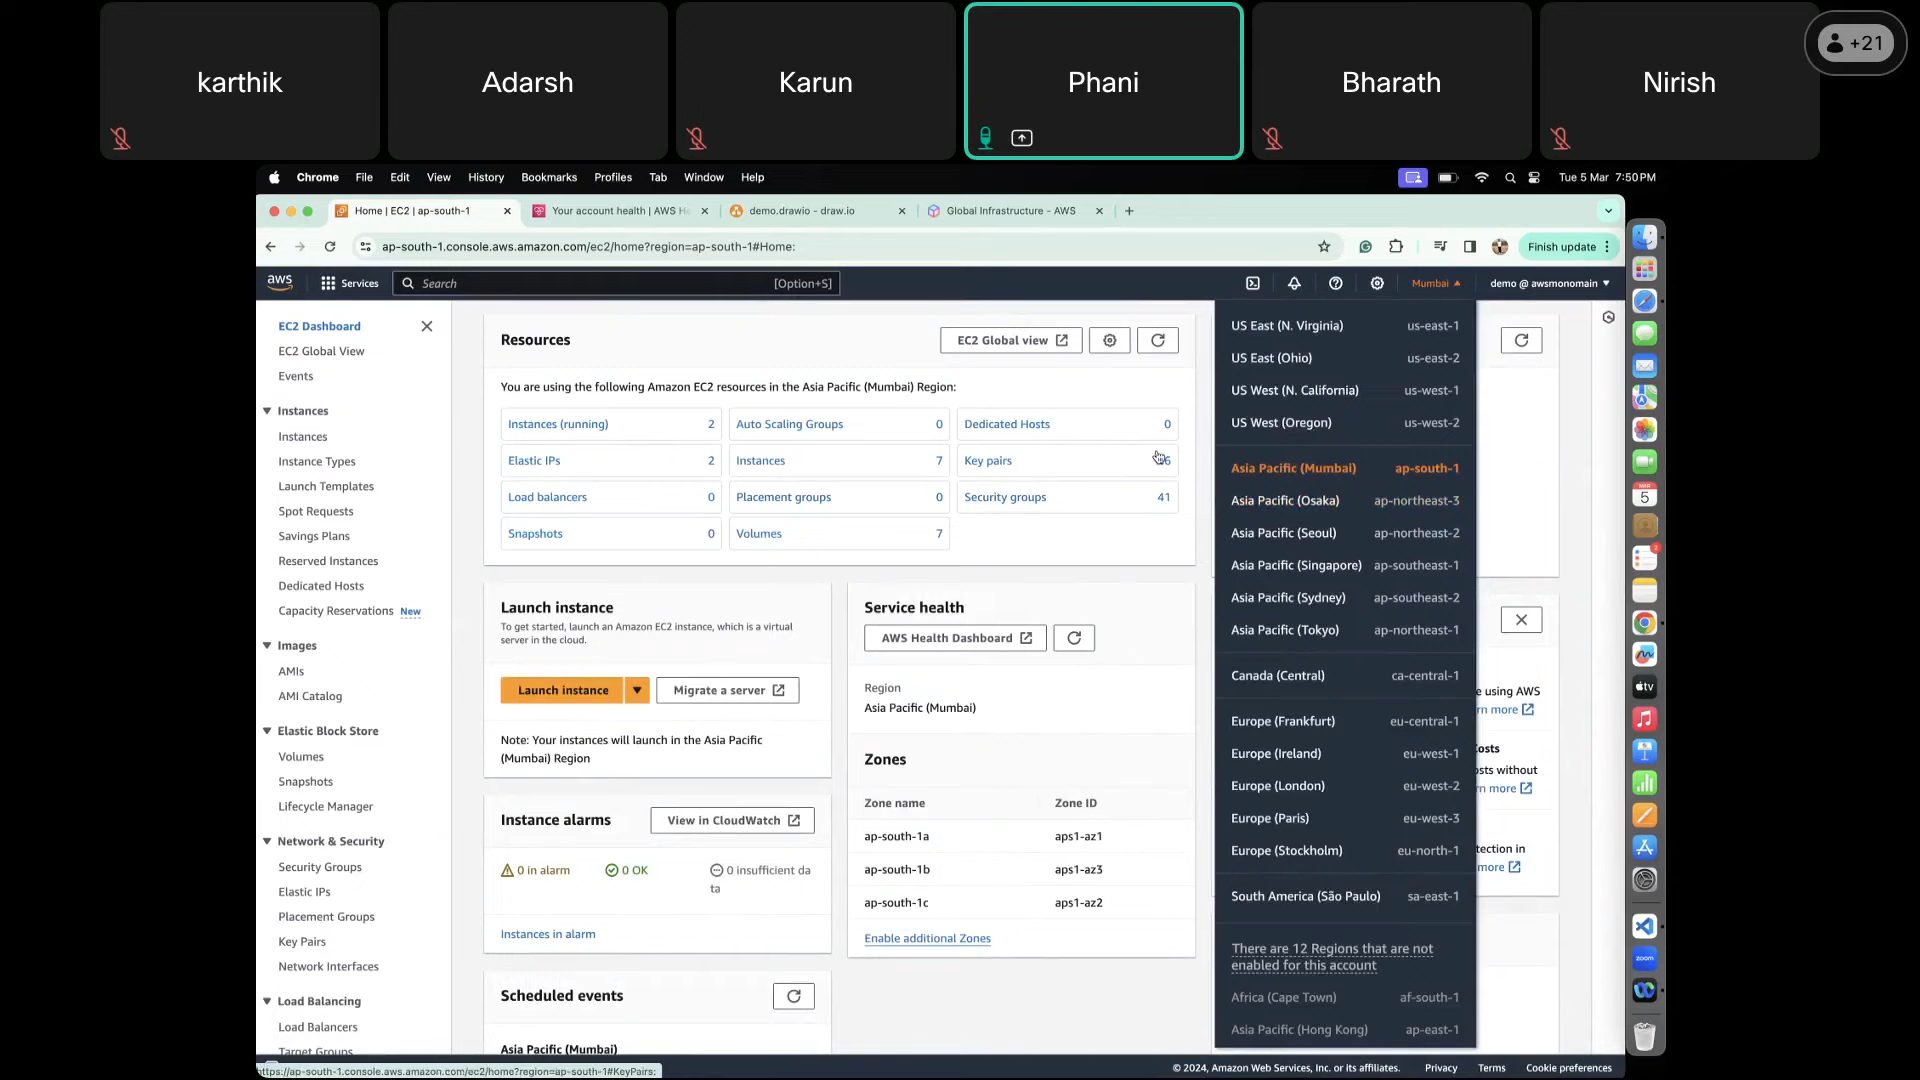 karthik
Adarsh
Karun
Phani
Bharath
Nirish
+21
Chrome File Edit View History Bookmarks Profiles Tab Window Help
Tue 5 Mar 7:50PM
Home | EC2 | ap-south-1
Your account health | AWS He
demo.drawio - draw.io
Global Infrastructure - AWS
ap-south-1.console.aws.amazon.com/ec2/home?region=ap-south-1#Home:
Finish update
aws
Services
Search
[Option+S]
Mumbai
demo @ awsmonomain
EC2 Dashboard
EC2 Global View
Events
Instances
Instances
Instance Types
Launch Templates
Spot Requests
Savings Plans
Reserved Instances
Dedicated Hosts
Capacity Reservations New
Images
AMIs
AMI Catalog
Elastic Block Store
Volumes
Snapshots
Lifecycle Manager
Network & Security
Security Groups
Elastic IPs
Placement Groups
Key Pairs
Network Interfaces
Load Balancing
Load Balancers
Target Groups
Resources
EC2 Global view
You are using the following Amazon EC2 resources in the Asia Pacific (Mumbai) Region:
Instances (running) 2
Auto Scaling Groups 0
Dedicated Hosts 0
Elastic IPs 2
Instances 7
Key pairs
Load balancers 0
Placement groups 0
Security groups 41
Snapshots 0
Volumes 7
Launch instance
To get started, launch an Amazon EC2 instance, which is a virtual
server in the cloud.
Launch instance
Migrate a server
Note: Your instances will launch in the Asia Pacific
(Mumbai) Region
Instance alarms
View in CloudWatch
0 in alarm
0 OK
0 insufficient da
ta
Instances in alarm
Scheduled events
Asia Pacific (Mumbai)
Service health
AWS Health Dashboard
Region
Asia Pacific (Mumbai)
Zones
Zone name Zone ID
ap-south-1a aps1-az1
ap-south-1b aps1-az3
ap-south-1c aps1-az2
Enable additional Zones
US East (N. Virginia) us-east-1
US East (Ohio) us-east-2
US West (N. California) us-west-1
US West (Oregon) us-west-2
Asia Pacific (Mumbai) ap-south-1
Asia Pacific (Osaka) ap-northeast-3
Asia Pacific (Seoul) ap-northeast-2
Asia Pacific (Singapore) ap-southeast-1
Asia Pacific (Sydney) ap-southeast-2
Asia Pacific (Tokyo) ap-northeast-1
Canada (Central) ca-central-1
Europe (Frankfurt) eu-central-1
Europe (Ireland) eu-west-1
Europe (London) eu-west-2
Europe (Paris) eu-west-3
Europe (Stockholm) eu-north-1
South America (São Paulo) sa-east-1
There are 12 Regions that are not
enabled for this account
Africa (Cape Town) af-south-1
Asia Pacific (Hong Kong) ap-east-1
e using AWS
rn more
osts
sts without
rn more
tection in
more
MAR
5
2
tv
zoom
https://ap-south-1.console.aws.amazon.com/ec2/home?region=ap-south-1#KeyPairs:
© 2024, Amazon Web Services, Inc. or its affiliates.
Privacy
Terms
Cookie preferences